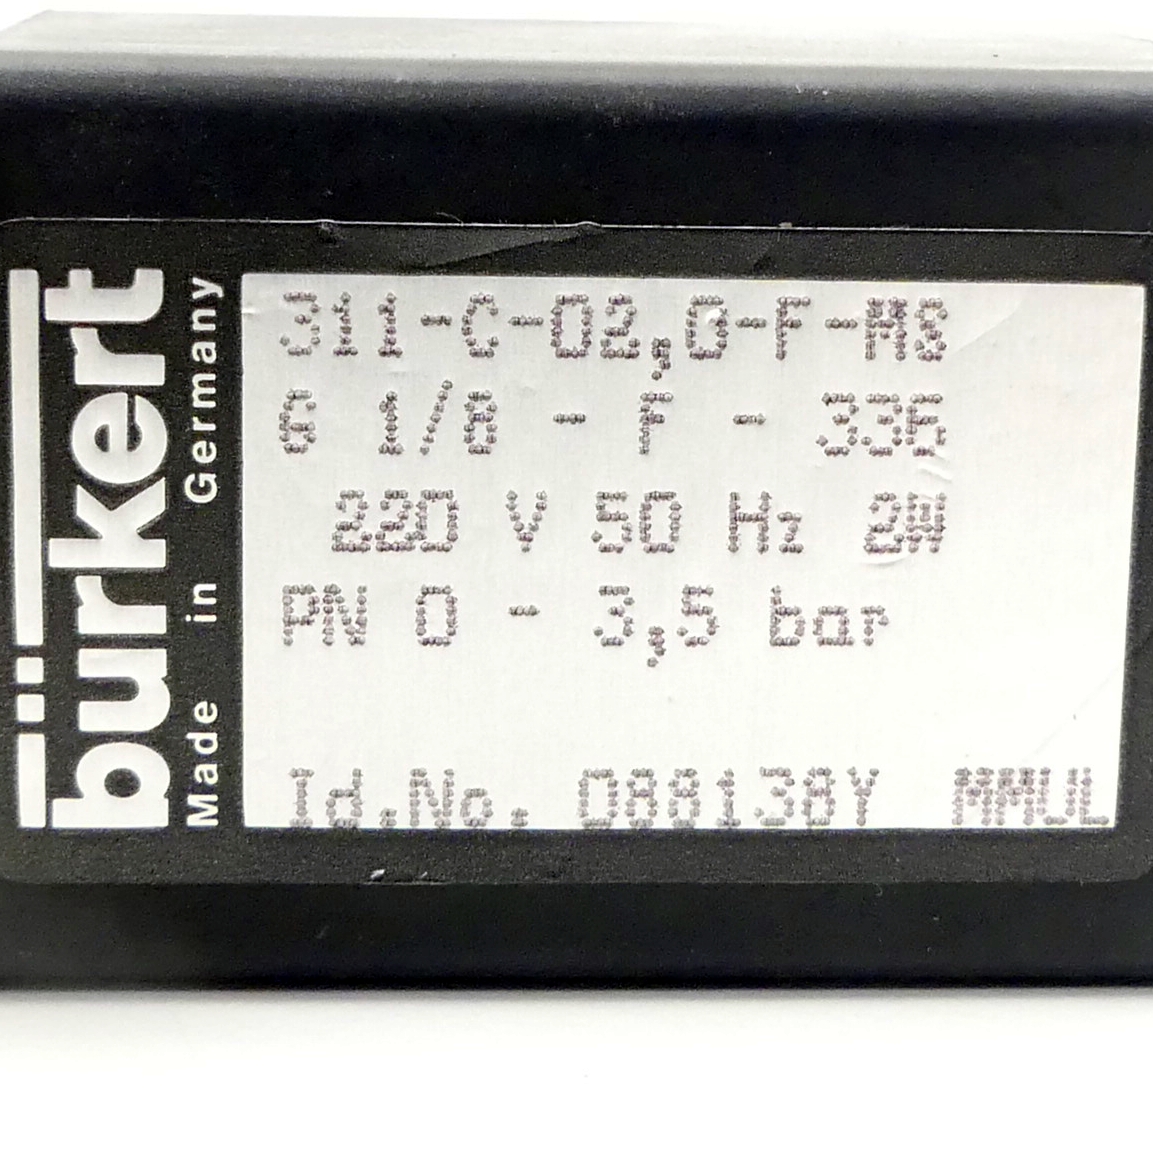 bürkert
Made in Germany
311-C-02,0-F-MS
G 1/8 - F - 336
220 V 50 Hz 2W
PN 0 - 3,5 bar
Id.No. 088138Y MMUL